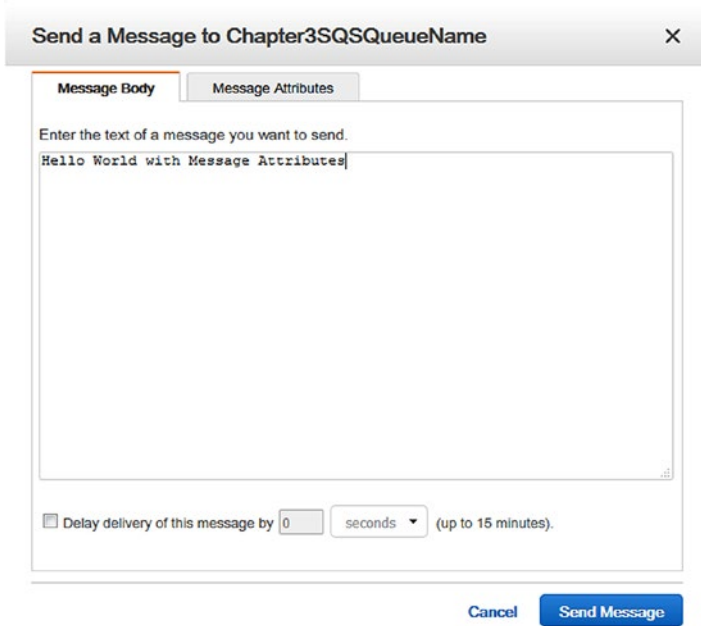 Send a Message to Chapter3SQSQueueName
Message Body Message Attributes
Enter the text of a message you want to send.
Hello World with Message Attributes
Delay delivery of this message by 0 seconds (up to 15 minutes).
Cancel Send Message